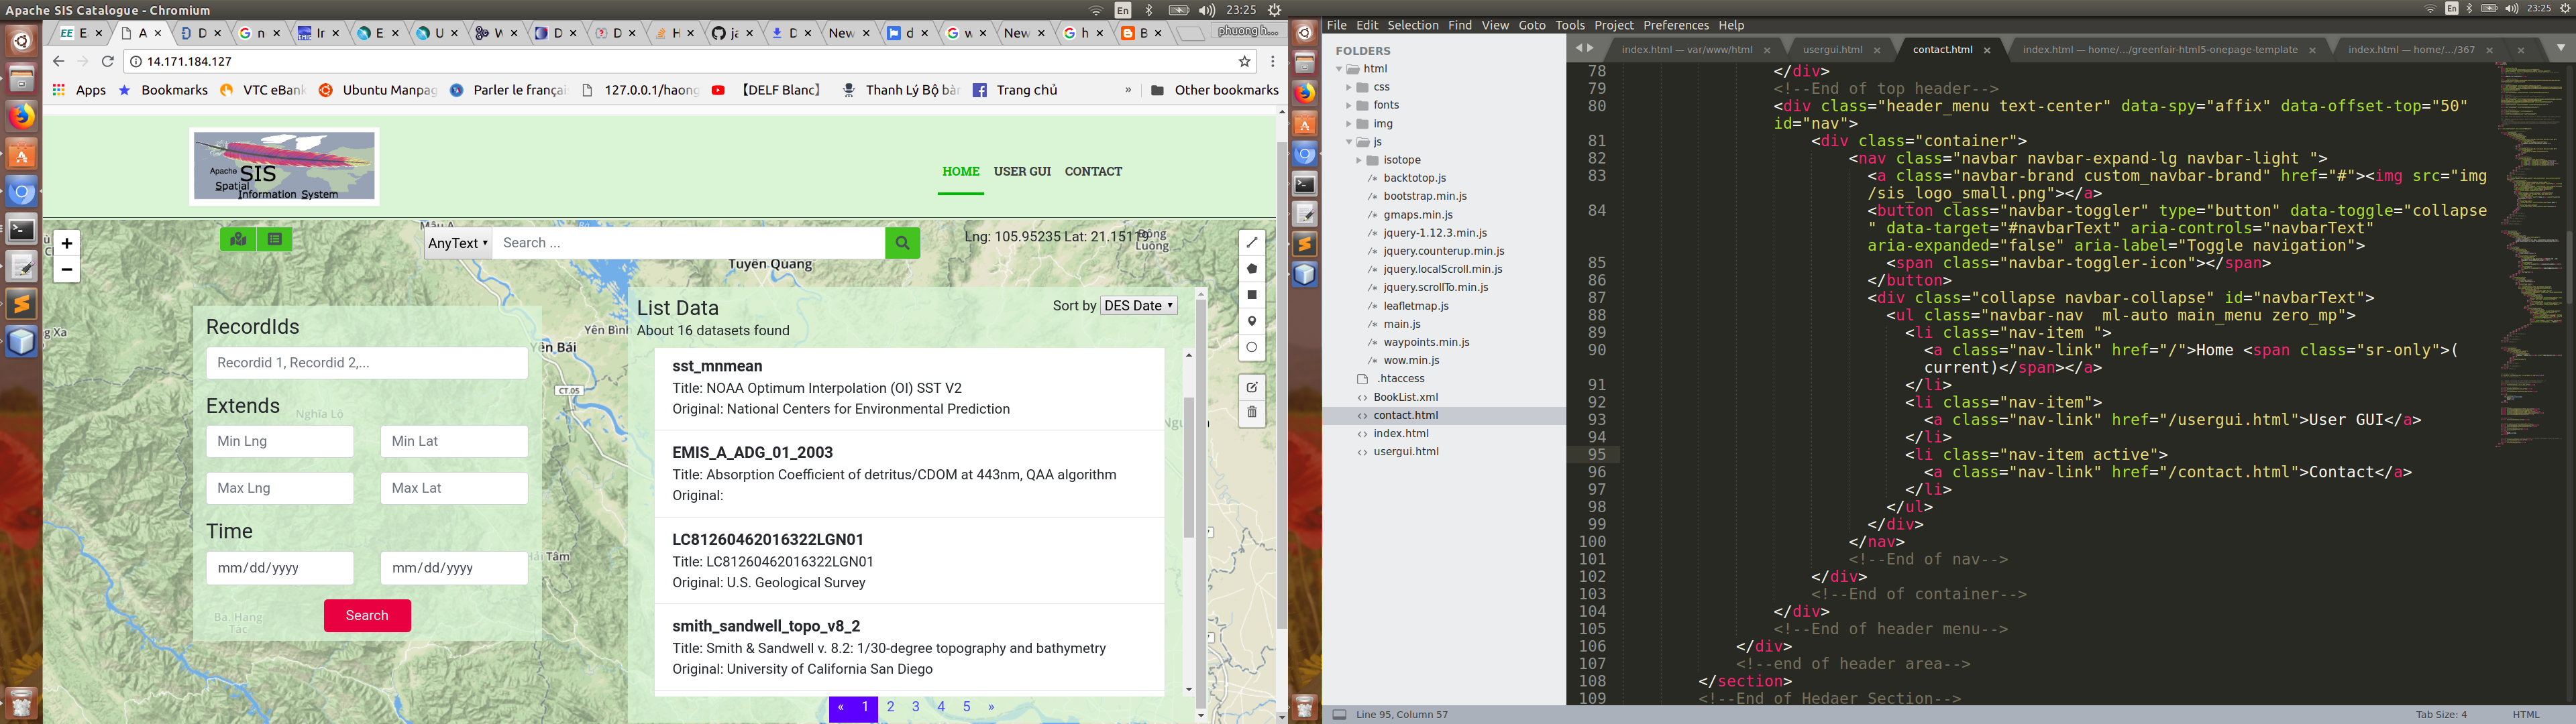 Apache SIS Catalogue - Chromium
En
23:25
EE E
A
D
n
Ir
E
U
V
D
D
H
ja
D
New
d
w
New
h
B
phuong h...
14.171.184.127
Apps
Bookmarks
VTC eBank
Ubuntu Manpag
Parler le françai
127.0.0.1/haong
【DELF Blanc】
Thanh Lý Bộ bàn
Trang chủ
»
Other bookmarks
Apache SIS
Spatial
Information System
HOME USER GUI CONTACT
+
−
AnyText
Search ...
Lng: 105.95235 Lat: 21.15119
Tuyên Quang
Yên Bái
CT.05
Nghĩa Lộ
RecordIds
Recordid 1, Recordid 2,...
Extends
Min Lng
Min Lat
Max Lng
Max Lat
Time
mm/dd/yyyy
mm/dd/yyyy
Search
List Data
Sort by DES Date
About 16 datasets found
sst_mnmean
Title: NOAA Optimum Interpolation (OI) SST V2
Original: National Centers for Environmental Prediction
EMIS_A_ADG_01_2003
Title: Absorption Coefficient of detritus/CDOM at 443nm, QAA algorithm
Original:
LC81260462016322LGN01
Title: LC81260462016322LGN01
Original: U.S. Geological Survey
smith_sandwell_topo_v8_2
Title: Smith & Sandwell v. 8.2: 1/30-degree topography and bathymetry
Original: University of California San Diego
« 1 2 3 4 5 »
File Edit Selection Find View Goto Tools Project Preferences Help
En
23:25
FOLDERS
html
css
fonts
img
js
isotope
backtotop.js
bootstrap.min.js
gmaps.min.js
jquery-1.12.3.min.js
jquery.counterup.min.js
jquery.localScroll.min.js
jquery.scrollTo.min.js
leafletmap.js
main.js
waypoints.min.js
wow.min.js
.htaccess
BookList.xml
contact.html
index.html
usergui.html
index.html — var/www/html
usergui.html
contact.html
index.html — home/.../greenfair-html5-onepage-template
index.html — home/.../367
78 </div>
79 <!--End of top header-->
80 <div class="header_menu text-center" data-spy="affix" data-offset-top="50"
id="nav">
81 <div class="container">
82 <nav class="navbar navbar-expand-lg navbar-light ">
83 <a class="navbar-brand custom_navbar-brand" href="#"><img src="img
/sis_logo_small.png"></a>
84 <button class="navbar-toggler" type="button" data-toggle="collapse
" data-target="#navbarText" aria-controls="navbarText"
aria-expanded="false" aria-label="Toggle navigation">
85 <span class="navbar-toggler-icon"></span>
86 </button>
87 <div class="collapse navbar-collapse" id="navbarText">
88 <ul class="navbar-nav  ml-auto main_menu zero_mp">
89 <li class="nav-item ">
90 <a class="nav-link" href="/">Home <span class="sr-only">(
current)</span></a>
91 </li>
92 <li class="nav-item">
93 <a class="nav-link" href="/usergui.html">User GUI</a>
94 </li>
95 <li class="nav-item active">
96 <a class="nav-link" href="/contact.html">Contact</a>
97 </li>
98 </ul>
99 </div>
100 </nav>
101 <!--End of nav-->
102 </div>
103 <!--End of container-->
104 </div>
105 <!--End of header menu-->
106 </div>
107 <!--end of header area-->
108 </section>
109 <!--End of Hedaer Section-->
Line 95, Column 57
Tab Size: 4
HTML